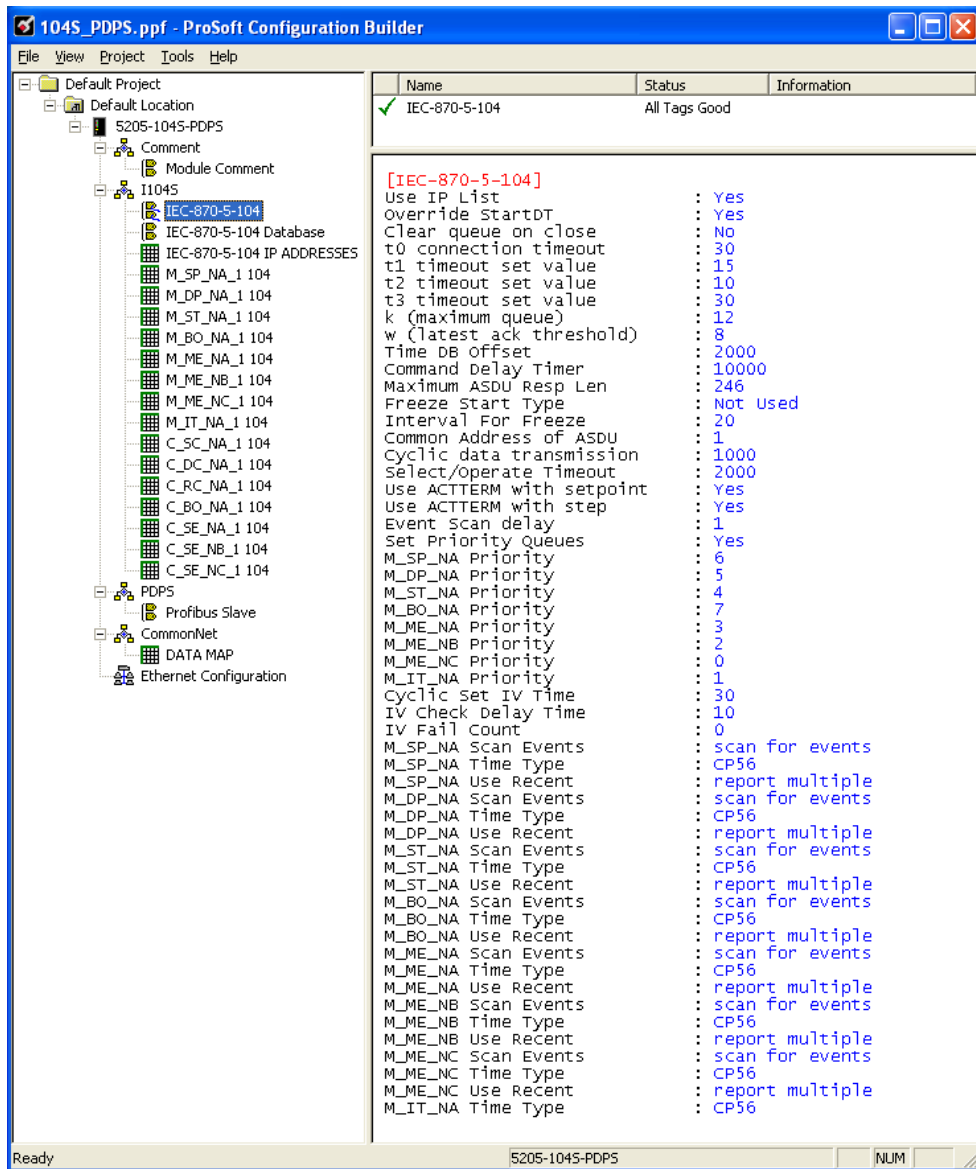 104S_PDPS.ppf - ProSoft Configuration Builder
File View Project Tools Help
Default Project
Default Location
5205-104S-PDPS
Comment
Module Comment
I104S
IEC-870-5-104
IEC-870-5-104 Database
IEC-870-5-104 IP ADDRESSES
M_SP_NA_1 104
M_DP_NA_1 104
M_ST_NA_1 104
M_BO_NA_1 104
M_ME_NA_1 104
M_ME_NB_1 104
M_ME_NC_1 104
M_IT_NA_1 104
C_SC_NA_1 104
C_DC_NA_1 104
C_RC_NA_1 104
C_BO_NA_1 104
C_SE_NA_1 104
C_SE_NB_1 104
C_SE_NC_1 104
PDPS
Profibus Slave
CommonNet
DATA MAP
Ethernet Configuration
Name Status Information
IEC-870-5-104 All Tags Good
[IEC-870-5-104]
Use IP List : Yes
Override StartDT : Yes
Clear queue on close : No
t0 connection timeout : 30
t1 timeout set value : 15
t2 timeout set value : 10
t3 timeout set value : 30
k (maximum queue) : 12
w (latest ack threshold) : 8
Time DB Offset : 2000
Command Delay Timer : 10000
Maximum ASDU Resp Len : 246
Freeze Start Type : Not Used
Interval For Freeze : 20
Common Address of ASDU : 1
Cyclic data transmission : 1000
Select/Operate Timeout : 2000
Use ACTTERM with setpoint : Yes
Use ACTTERM with step : Yes
Event Scan delay : 1
Set Priority Queues : Yes
M_SP_NA Priority : 6
M_DP_NA Priority : 5
M_ST_NA Priority : 4
M_BO_NA Priority : 7
M_ME_NA Priority : 3
M_ME_NB Priority : 2
M_ME_NC Priority : 0
M_IT_NA Priority : 1
Cyclic Set IV Time : 30
IV Check Delay Time : 10
IV Fail Count : 0
M_SP_NA Scan Events : scan for events
M_SP_NA Time Type : CP56
M_SP_NA Use Recent : report multiple
M_DP_NA Scan Events : scan for events
M_DP_NA Time Type : CP56
M_DP_NA Use Recent : report multiple
M_ST_NA Scan Events : scan for events
M_ST_NA Time Type : CP56
M_ST_NA Use Recent : report multiple
M_BO_NA Scan Events : scan for events
M_BO_NA Time Type : CP56
M_BO_NA Use Recent : report multiple
M_ME_NA Scan Events : scan for events
M_ME_NA Time Type : CP56
M_ME_NA Use Recent : report multiple
M_ME_NB Scan Events : scan for events
M_ME_NB Time Type : CP56
M_ME_NB Use Recent : report multiple
M_ME_NC Scan Events : scan for events
M_ME_NC Time Type : CP56
M_ME_NC Use Recent : report multiple
M_IT_NA Time Type : CP56
Ready 5205-104S-PDPS NUM